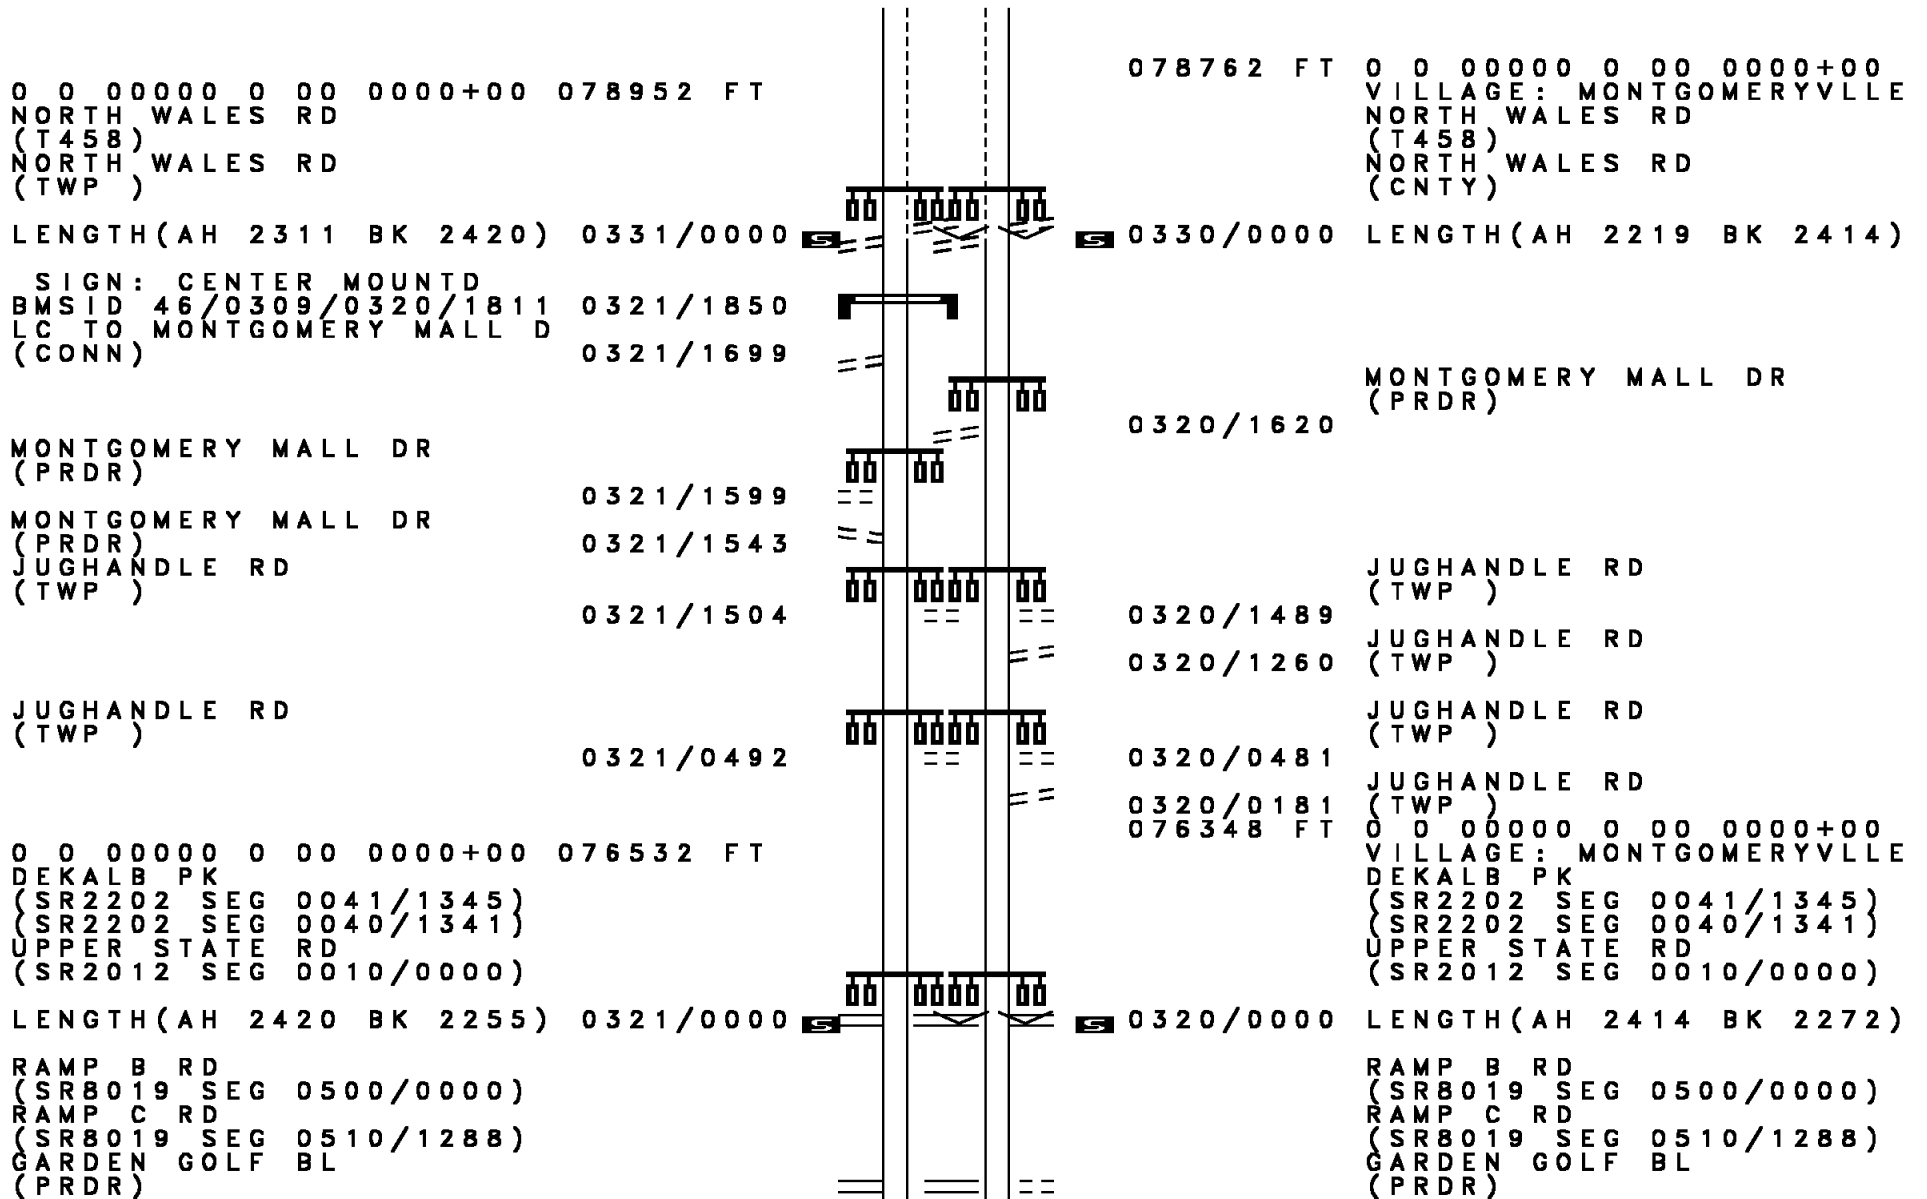 0 0 00000 0 00 0000+00 078952 FT
NORTH WALES RD
(T458)
NORTH WALES RD
(TWP )
LENGTH(AH 2311 BK 2420) 0331/0000 S
SIGN: CENTER MOUNTD
BMSID 46/0309/0320/1811 0321/1850
LC TO MONTGOMERY MALL D
(CONN) 0321/1699
MONTGOMERY MALL DR
(PRDR)
0321/1599
MONTGOMERY MALL DR
(PRDR) 0321/1543
JUGHANDLE RD
(TWP )
0321/1504
JUGHANDLE RD
(TWP )
0321/0492
0 0 00000 0 00 0000+00 076532 FT
DEKALB PK
(SR2202 SEG 0041/1345)
(SR2202 SEG 0040/1341)
UPPER STATE RD
(SR2012 SEG 0010/0000)
LENGTH(AH 2420 BK 2255) 0321/0000 S
RAMP B RD
(SR8019 SEG 0500/0000)
RAMP C RD
(SR8019 SEG 0510/1288)
GARDEN GOLF BL
(PRDR)
078762 FT 0 0 00000 0 00 0000+00
VILLAGE: MONTGOMERYVLLE
NORTH WALES RD
(T458)
NORTH WALES RD
(CNTY)
S 0330/0000 LENGTH(AH 2219 BK 2414)
MONTGOMERY MALL DR
(PRDR)
0320/1620
JUGHANDLE RD
(TWP )
0320/1489
JUGHANDLE RD
0320/1260 (TWP )
JUGHANDLE RD
(TWP )
0320/0481
JUGHANDLE RD
0320/0181 (TWP )
076348 FT 0 0 00000 0 00 0000+00
VILLAGE: MONTGOMERYVLLE
DEKALB PK
(SR2202 SEG 0041/1345)
(SR2202 SEG 0040/1341)
UPPER STATE RD
(SR2012 SEG 0010/0000)
S 0320/0000 LENGTH(AH 2414 BK 2272)
RAMP B RD
(SR8019 SEG 0500/0000)
RAMP C RD
(SR8019 SEG 0510/1288)
GARDEN GOLF BL
(PRDR)